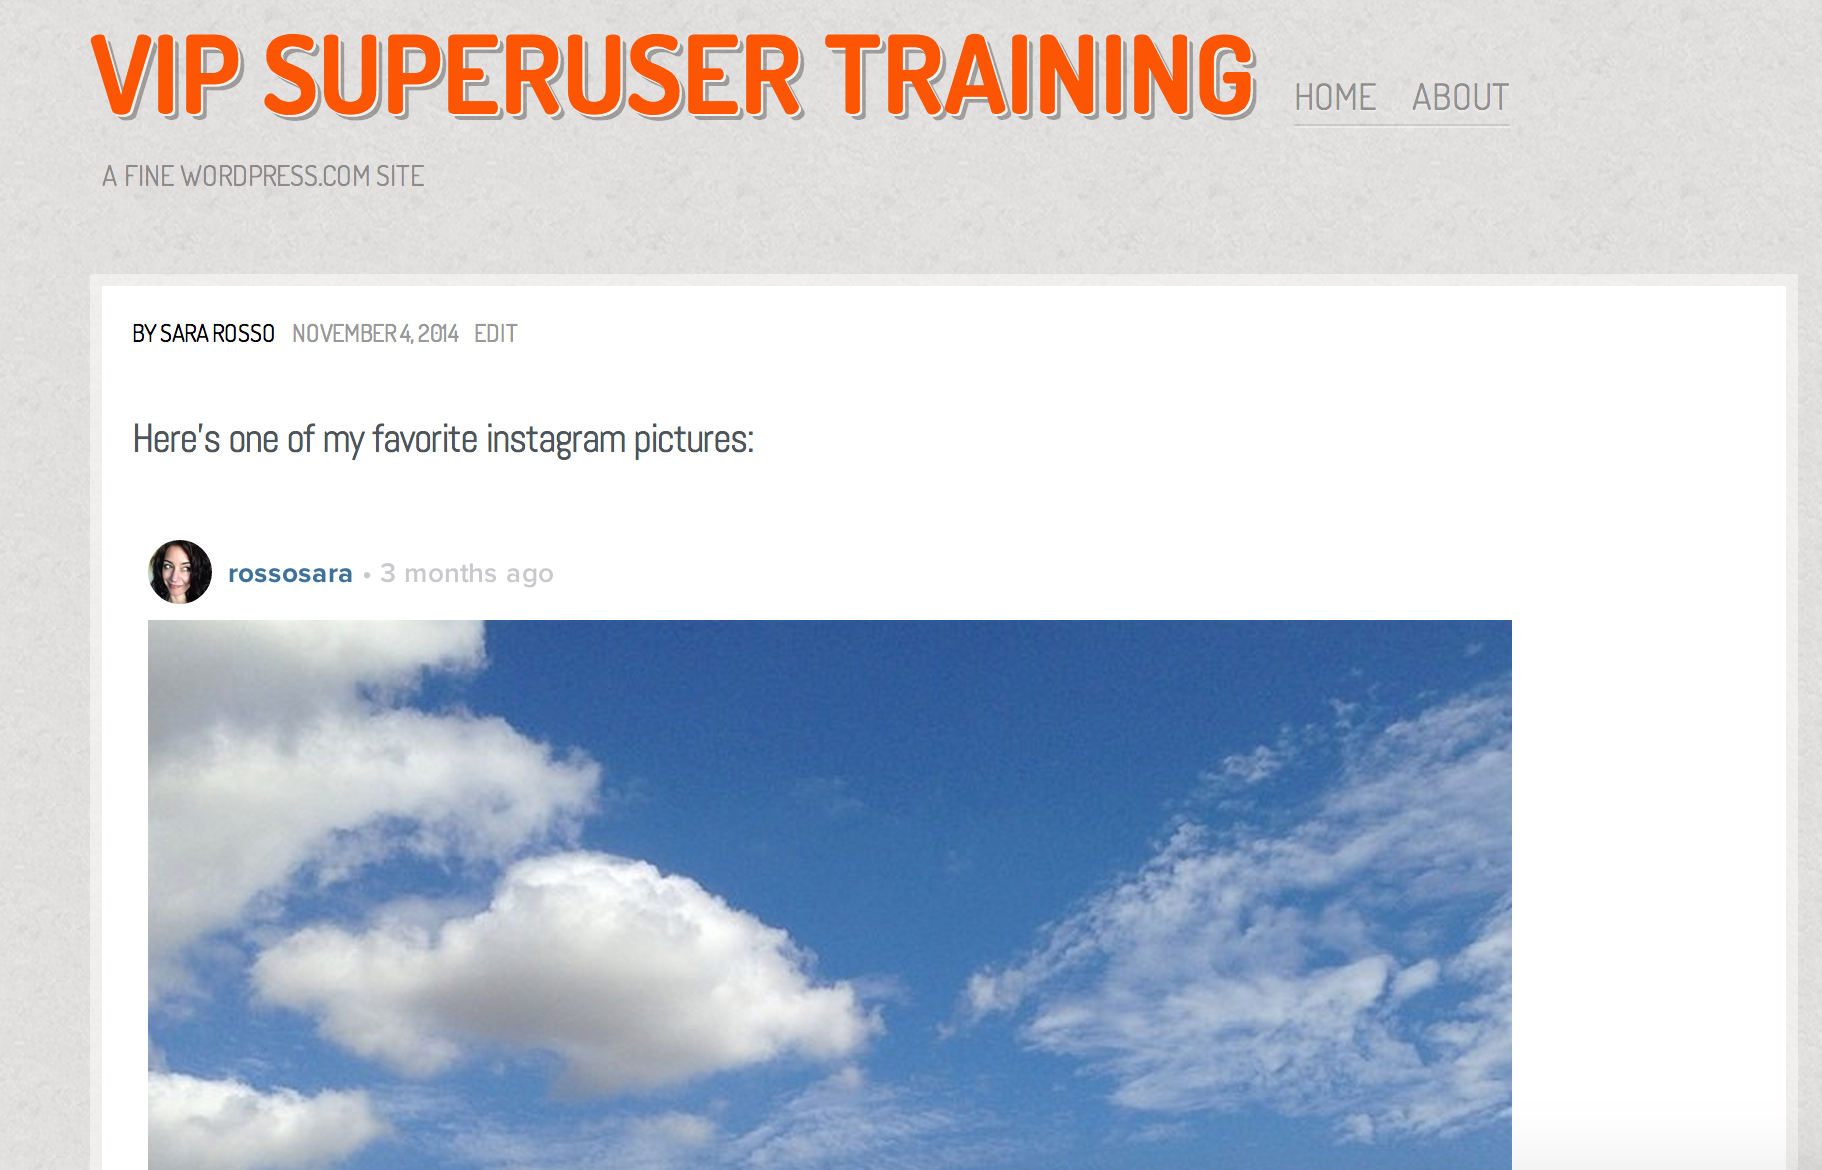 VIP SUPERUSER TRAINING
HOME ABOUT
A FINE WORDPRESS.COM SITE
BY SARA ROSSO NOVEMBER 4, 2014 EDIT
Here's one of my favorite instagram pictures:
rossosara • 3 months ago